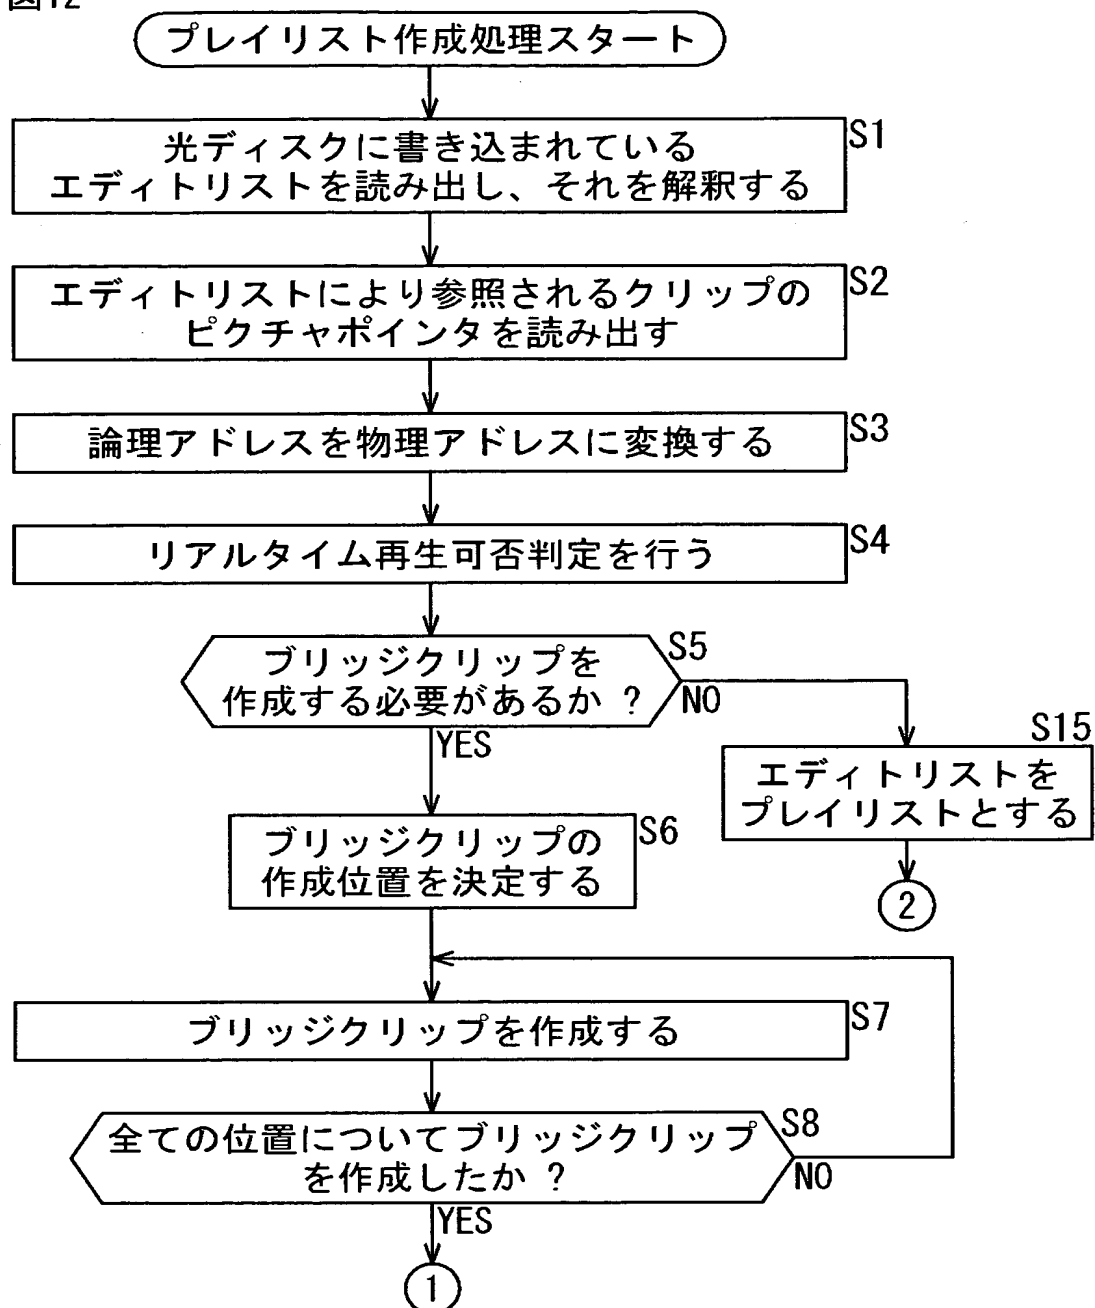 図12
プレイリスト作成処理スタート
光ディスクに書き込まれている
エディトリストを読み出し、それを解釈する
S1
エディトリストにより参照されるクリップの
ピクチャポインタを読み出す
S2
論理アドレスを物理アドレスに変換する
S3
リアルタイム再生可否判定を行う
S4
ブリッジクリップを
作成する必要があるか ?
S5
NO
YES
S15
エディトリストを
プレイリストとする
2
ブリッジクリップの
作成位置を決定する
S6
ブリッジクリップを作成する
S7
全ての位置についてブリッジクリップ
を作成したか ?
S8
NO
YES
1